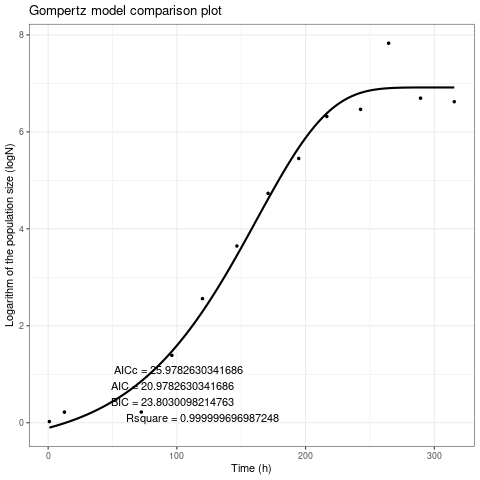 Gompertz model comparison plot
8
6
4
2
0
Logarithm of the population size (logN)
AICc = 25.9782630341686
AIC = 20.9782630341686
BIC = 23.8030098214763
Rsquare = 0.999999696987248
0 100 200 300
Time (h)